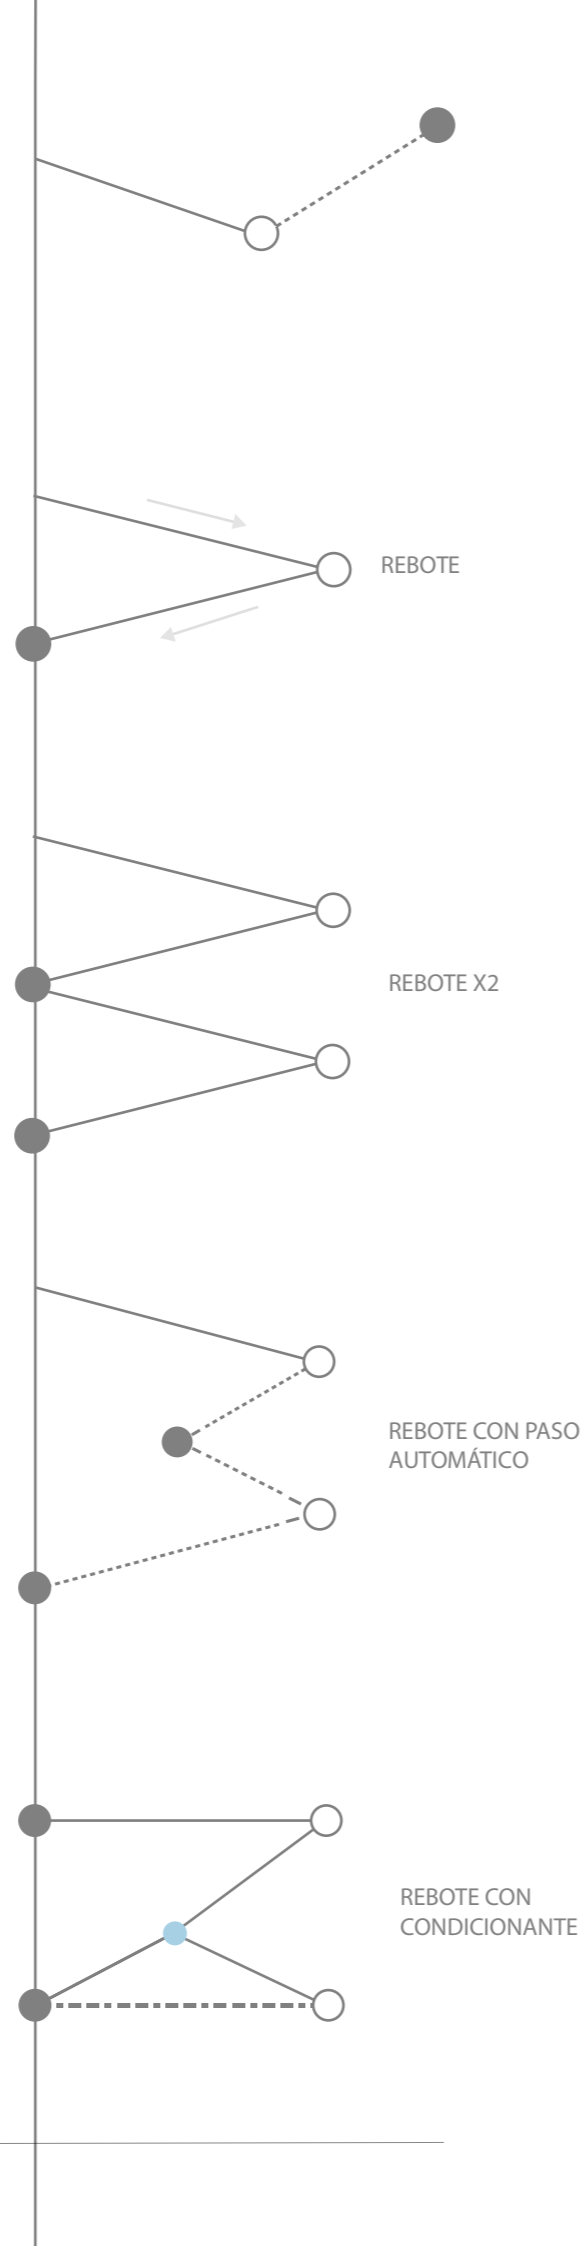 REBOTE
REBOTE X2
REBOTE CON PASO
AUTOMÁTICO
REBOTE CON
CONDICIONANTE